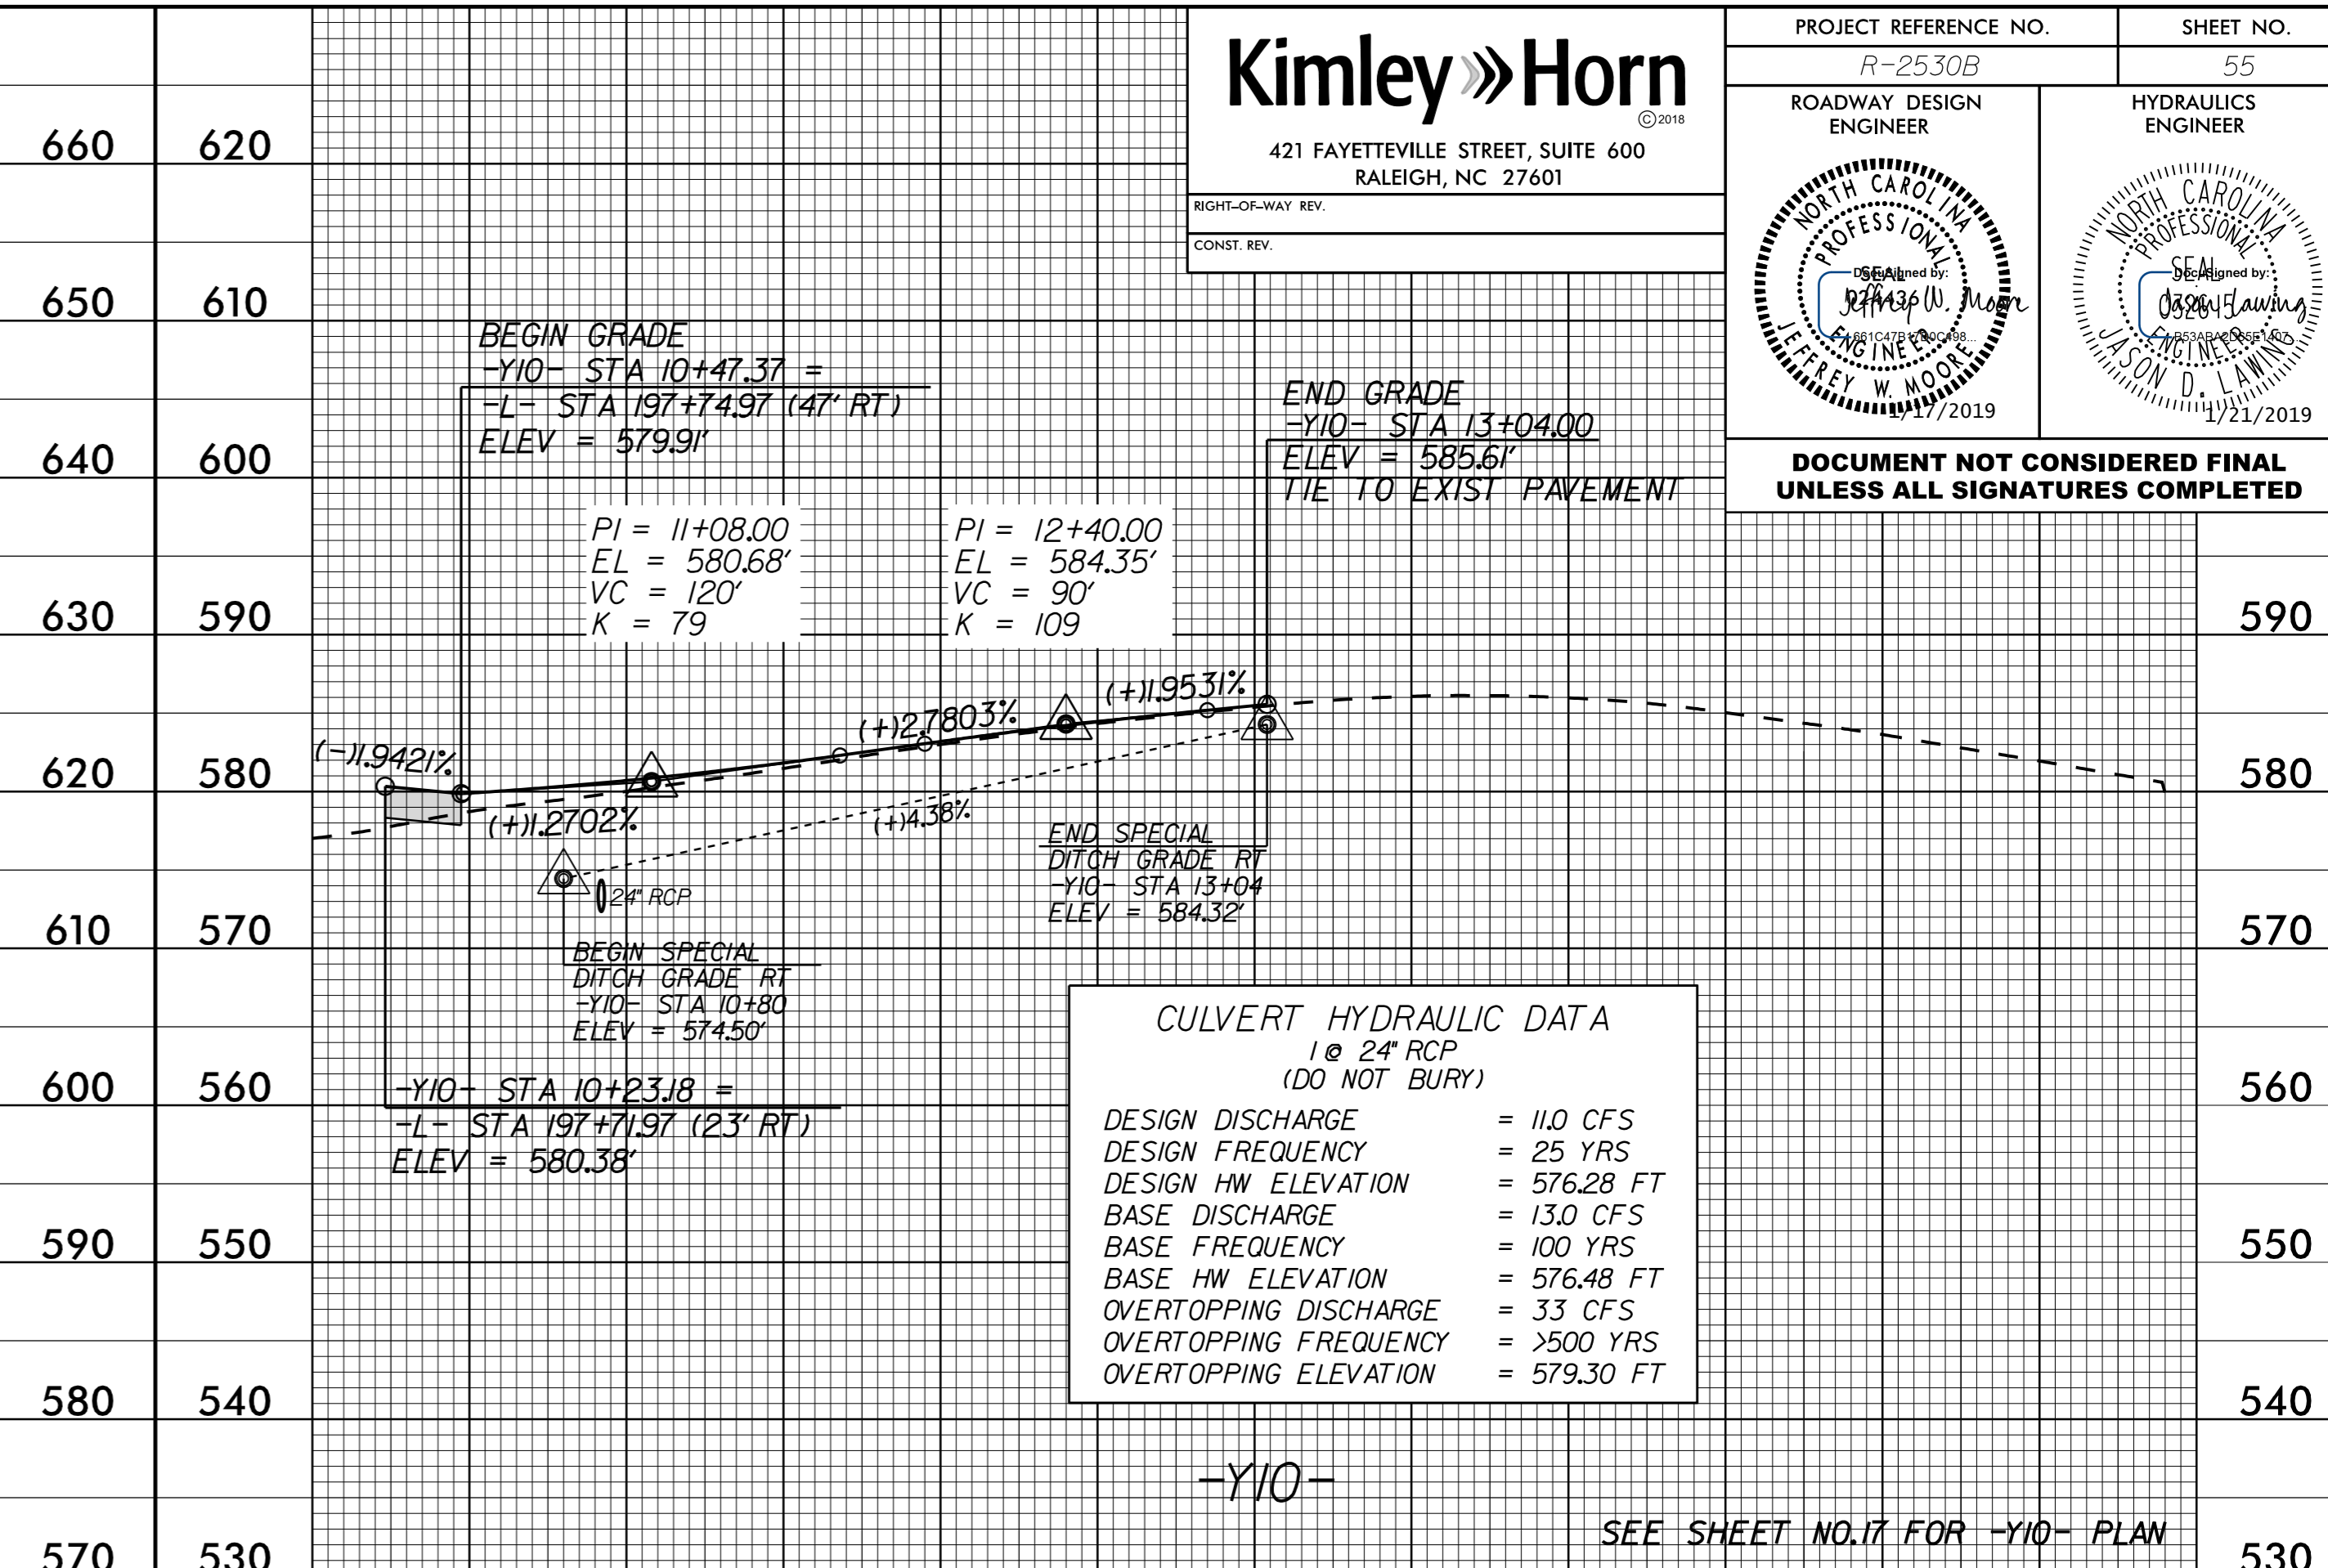 Kimley»Horn
© 2018
421 FAYETTEVILLE STREET, SUITE 600
RALEIGH, NC 27601
RIGHT-OF-WAY REV.
CONST. REV.
PROJECT REFERENCE NO.
SHEET NO.
R-2530B
55
ROADWAY DESIGN
ENGINEER
HYDRAULICS
ENGINEER
NORTH CAROLINA
PROFESSIONAL
SEAL
DocuSigned by:
024436
Jeffrey W. Moore
ENGINEER
JEFFREY W. MOORE
1/17/2019
NORTH CAROLINA
PROFESSIONAL
SEAL
DocuSigned by:
032645
Jason Lawing
ENGINEER
JASON D. LAWING
1/21/2019
DOCUMENT NOT CONSIDERED FINAL
UNLESS ALL SIGNATURES COMPLETED
660 620
650 610
640 600
630 590
620 580
610 570
600 560
590 550
580 540
570 530
BEGIN GRADE
-Y10- STA 10+47.37 =
-L- STA 197+74.97 (47' RT)
ELEV = 579.91'
END GRADE
-Y10- STA 13+04.00
ELEV = 585.61'
TIE TO EXIST PAVEMENT
PI = 11+08.00
EL = 580.68'
VC = 120'
K = 79
PI = 12+40.00
EL = 584.35'
VC = 90'
K = 109
(-)1.9421%
(+)1.2702%
(+)2.7803%
(+)1.9531%
(+)4.38%
24" RCP
END SPECIAL
DITCH GRADE RT
-Y10- STA 13+04
ELEV = 584.32'
BEGIN SPECIAL
DITCH GRADE RT
-Y10- STA 10+80
ELEV = 574.50'
-Y10- STA 10+23.18 =
-L- STA 197+71.97 (23' RT)
ELEV = 580.38'
CULVERT HYDRAULIC DATA
1 @ 24" RCP
(DO NOT BURY)
DESIGN DISCHARGE = 11.0 CFS
DESIGN FREQUENCY = 25 YRS
DESIGN HW ELEVATION = 576.28 FT
BASE DISCHARGE = 13.0 CFS
BASE FREQUENCY = 100 YRS
BASE HW ELEVATION = 576.48 FT
OVERTOPPING DISCHARGE = 33 CFS
OVERTOPPING FREQUENCY = >500 YRS
OVERTOPPING ELEVATION = 579.30 FT
590
580
570
560
550
540
530
-Y10-
SEE SHEET NO.17 FOR -Y10- PLAN